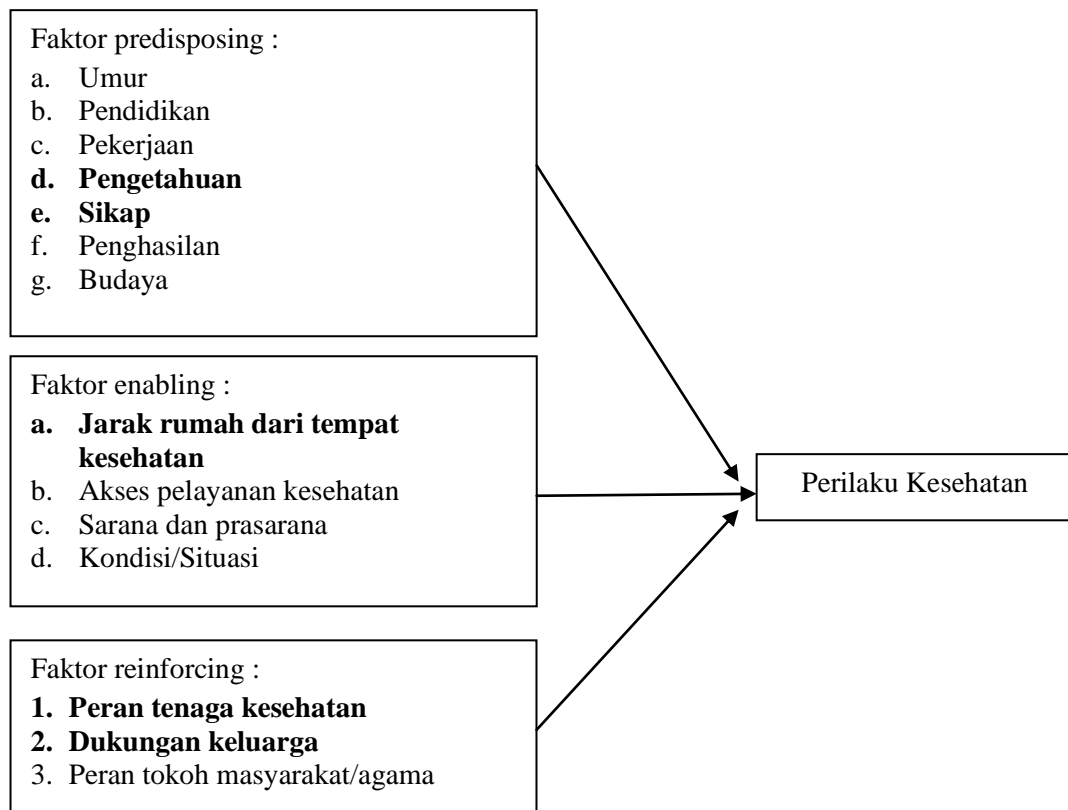 Faktor predisposing :
a. Umur
b. Pendidikan
c. Pekerjaan
d. Pengetahuan
e. Sikap
f. Penghasilan
g. Budaya
Faktor enabling :
a. Jarak rumah dari tempat
kesehatan
b. Akses pelayanan kesehatan
c. Sarana dan prasarana
d. Kondisi/Situasi
Faktor reinforcing :
1. Peran tenaga kesehatan
2. Dukungan keluarga
3. Peran tokoh masyarakat/agama
Perilaku Kesehatan